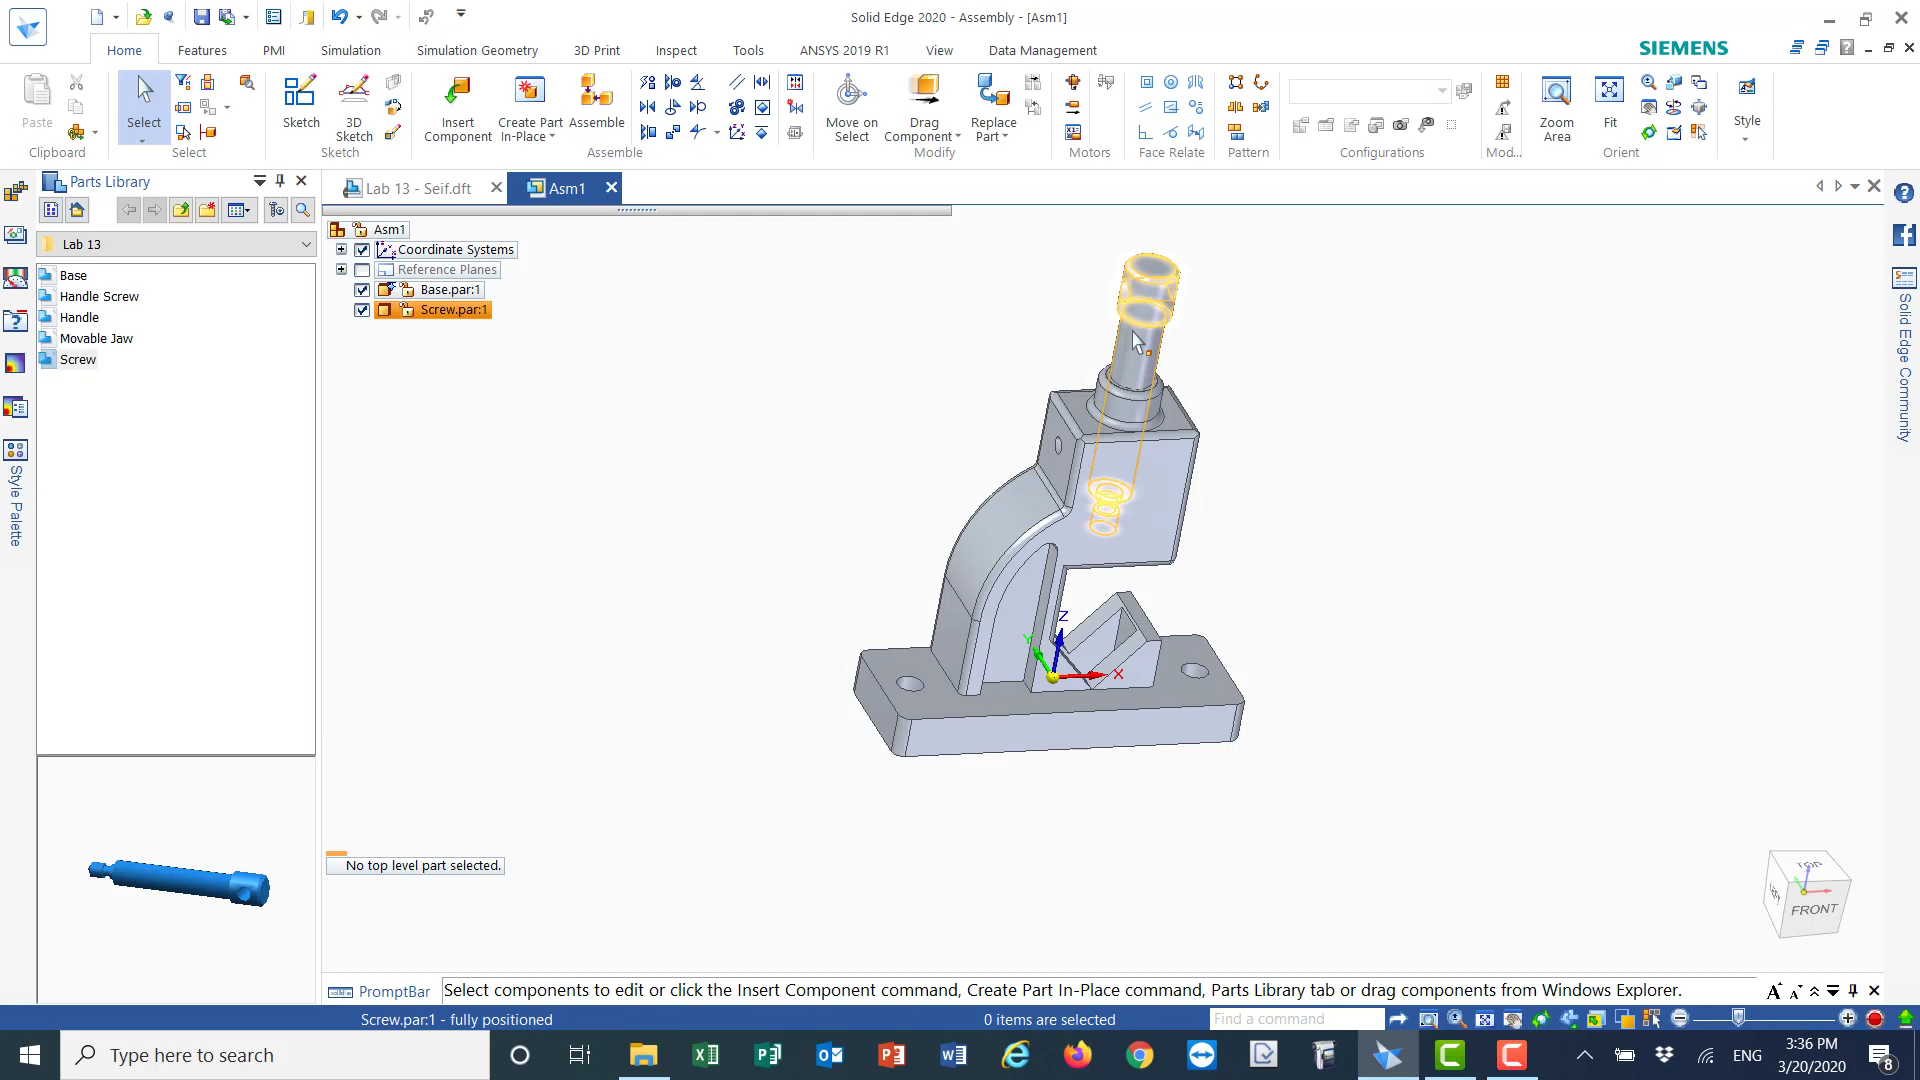 Solid Edge 2020 - Assembly - [Asm1]
Home
Features
PMI
Simulation
Simulation Geometry
3D Print
Inspect
Tools
ANSYS 2019 R1
View
Data Management
SIEMENS
Paste
Clipboard
Select
Select
Sketch
3D
Sketch
Sketch
Insert
Component
Create Part
In-Place
Assemble
Assemble
Move on
Select
Drag
Component
Replace
Part
Modify
Motors
Face Relate
Pattern
Configurations
Mod...
Zoom
Area
Fit
Orient
Style
Parts Library
Lab 13 - Seif.dft
Asm1
Lab 13
Base
Handle Screw
Handle
Movable Jaw
Screw
Asm1
Coordinate Systems
Reference Planes
Base.par:1
Screw.par:1
Style Palette
Solid Edge Community
Z
Y
X
No top level part selected.
TOP
FRONT
PromptBar
Select components to edit or click the Insert Component command, Create Part In-Place command, Parts Library tab or drag components from Windows Explorer.
Screw.par:1 - fully positioned
0 items are selected
Find a command
Type here to search
ENG
3:36 PM
3/20/2020
8